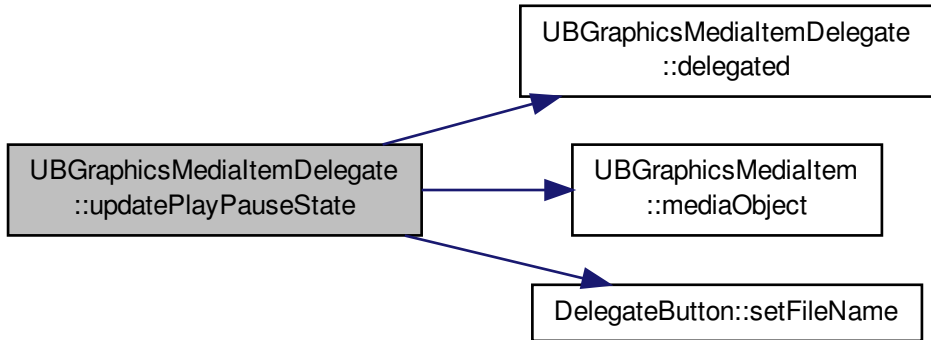 UBGraphicsMediaItemDelegate
::delegated
UBGraphicsMediaItemDelegate
::updatePlayPauseState
UBGraphicsMediaItem
::mediaObject
DelegateButton::setFileName